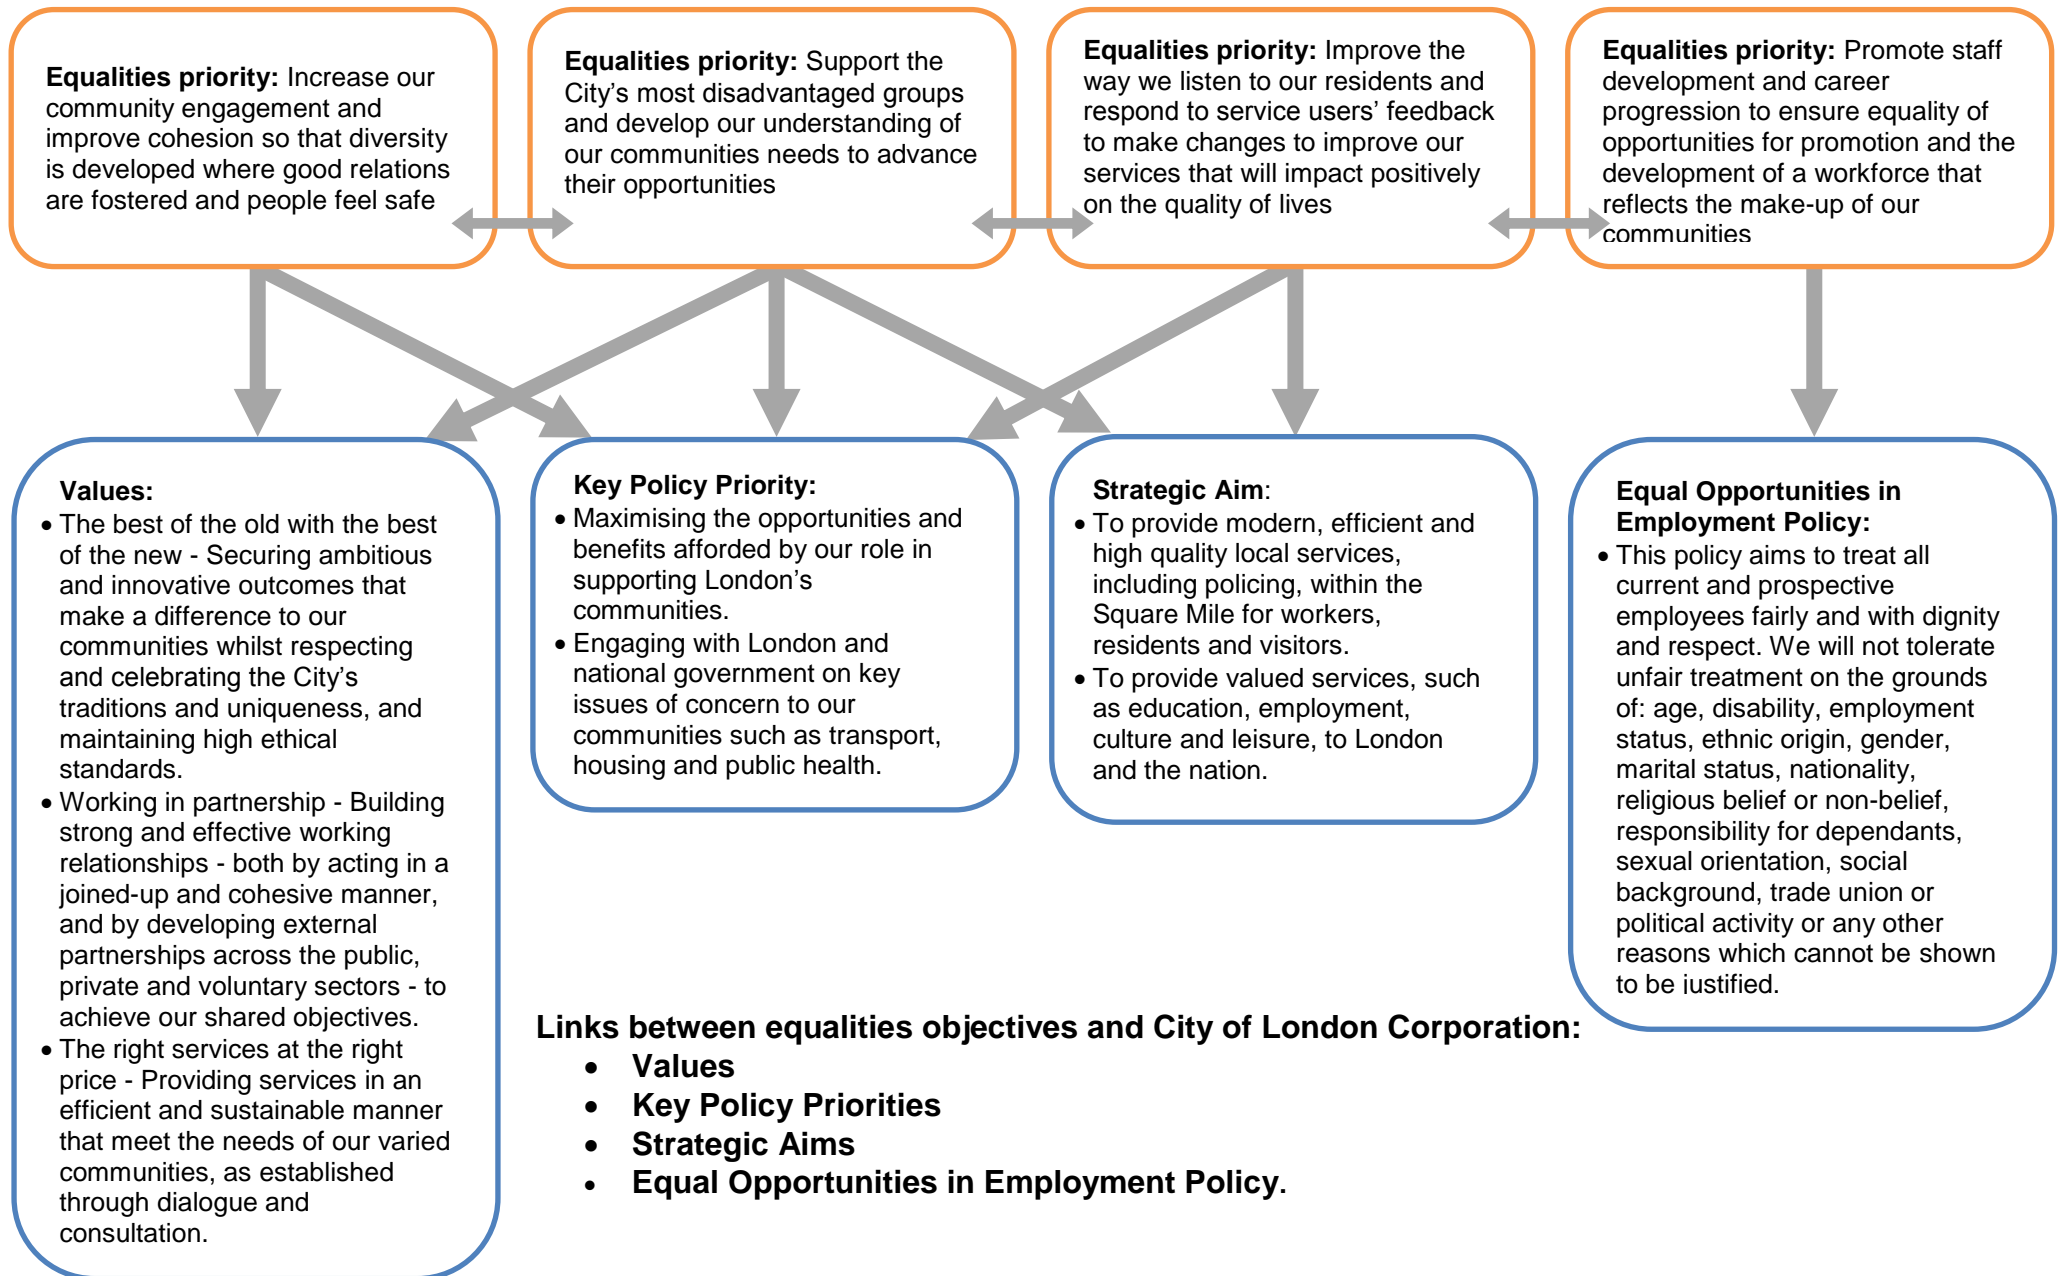 Equalities priority: Increase our
community engagement and
improve cohesion so that diversity
is developed where good relations
are fostered and people feel safe
Equalities priority: Support the
City’s most disadvantaged groups
and develop our understanding of
our communities needs to advance
their opportunities
Equalities priority: Improve the
way we listen to our residents and
respond to service users’ feedback
to make changes to improve our
services that will impact positively
on the quality of lives
Equalities priority: Promote staff
development and career
progression to ensure equality of
opportunities for promotion and the
development of a workforce that
reflects the make-up of our
communities
Values:
• The best of the old with the best
of the new - Securing ambitious
and innovative outcomes that
make a difference to our
communities whilst respecting
and celebrating the City’s
traditions and uniqueness, and
maintaining high ethical
standards.
• Working in partnership - Building
strong and effective working
relationships - both by acting in a
joined-up and cohesive manner,
and by developing external
partnerships across the public,
private and voluntary sectors - to
achieve our shared objectives.
• The right services at the right
price - Providing services in an
efficient and sustainable manner
that meet the needs of our varied
communities, as established
through dialogue and
consultation.
Key Policy Priority:
• Maximising the opportunities and
benefits afforded by our role in
supporting London’s
communities.
• Engaging with London and
national government on key
issues of concern to our
communities such as transport,
housing and public health.
Strategic Aim:
• To provide modern, efficient and
high quality local services,
including policing, within the
Square Mile for workers,
residents and visitors.
• To provide valued services, such
as education, employment,
culture and leisure, to London
and the nation.
Equal Opportunities in
Employment Policy:
• This policy aims to treat all
current and prospective
employees fairly and with dignity
and respect. We will not tolerate
unfair treatment on the grounds
of: age, disability, employment
status, ethnic origin, gender,
marital status, nationality,
religious belief or non-belief,
responsibility for dependants,
sexual orientation, social
background, trade union or
political activity or any other
reasons which cannot be shown
to be justified.
Links between equalities objectives and City of London Corporation:
• Values
• Key Policy Priorities
• Strategic Aims
• Equal Opportunities in Employment Policy.